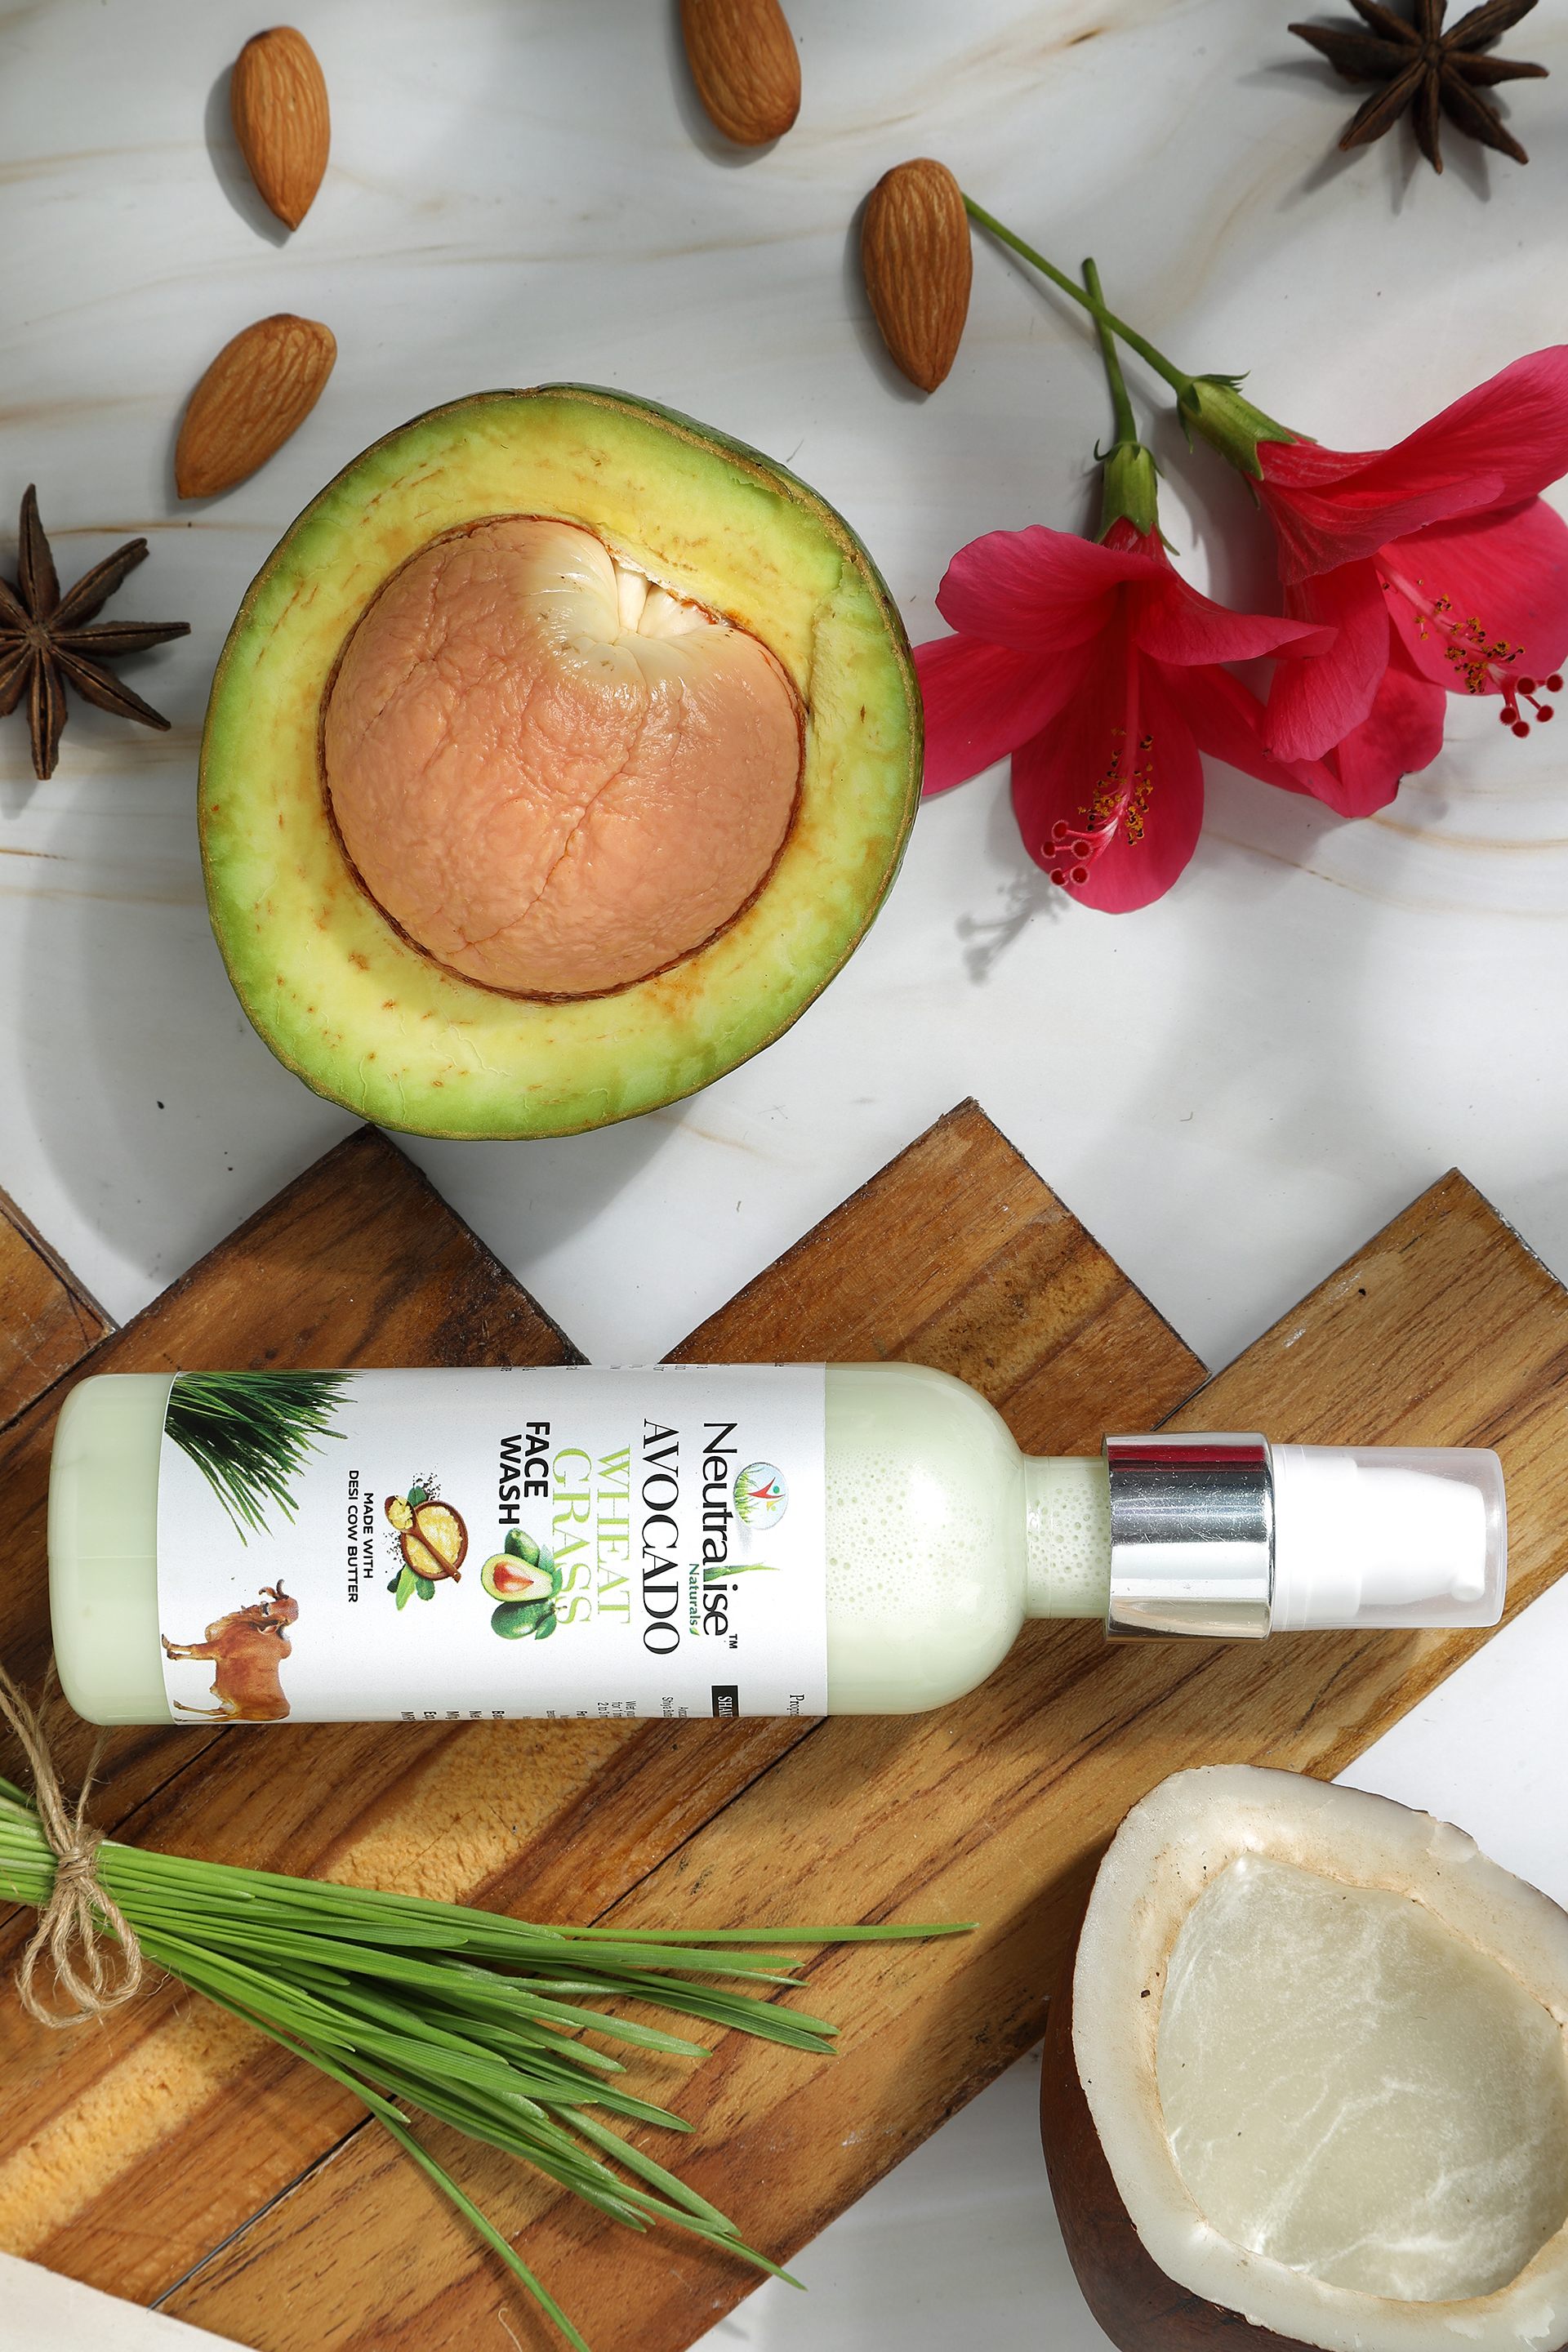 Neutralise™
Naturals
AVOCADO
WHEAT
GRASS
FACE
WASH
MADE WITH
DESI COW BUTTER